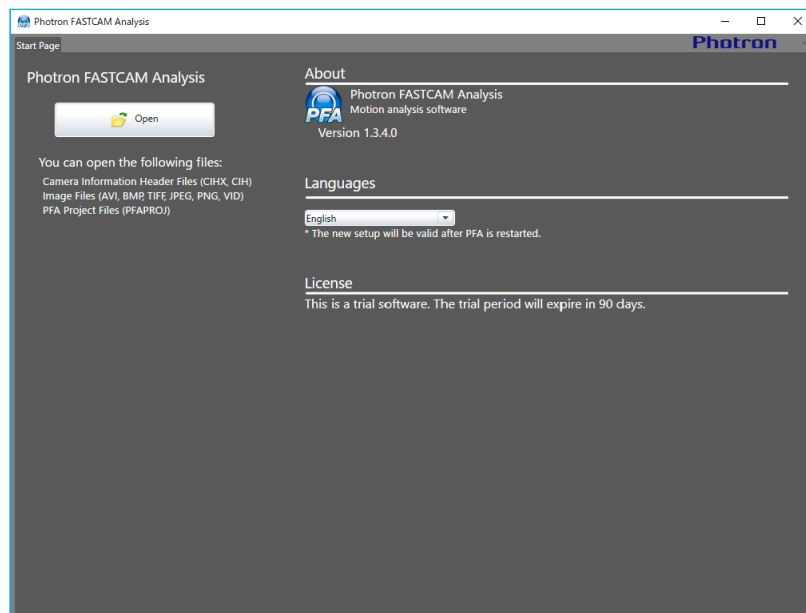 Photron FASTCAM Analysis
Start Page
Photron
Photron FASTCAM Analysis
Open
You can open the following files:
Camera Information Header Files (CIHX, CIH)
Image Files (AVI, BMP, TIFF, JPEG, PNG, VID)
PFA Project Files (PFAPROJ)
About
PFA
Photron FASTCAM Analysis
Motion analysis software
Version 1.3.4.0
Languages
English
* The new setup will be valid after PFA is restarted.
License
This is a trial software. The trial period will expire in 90 days.